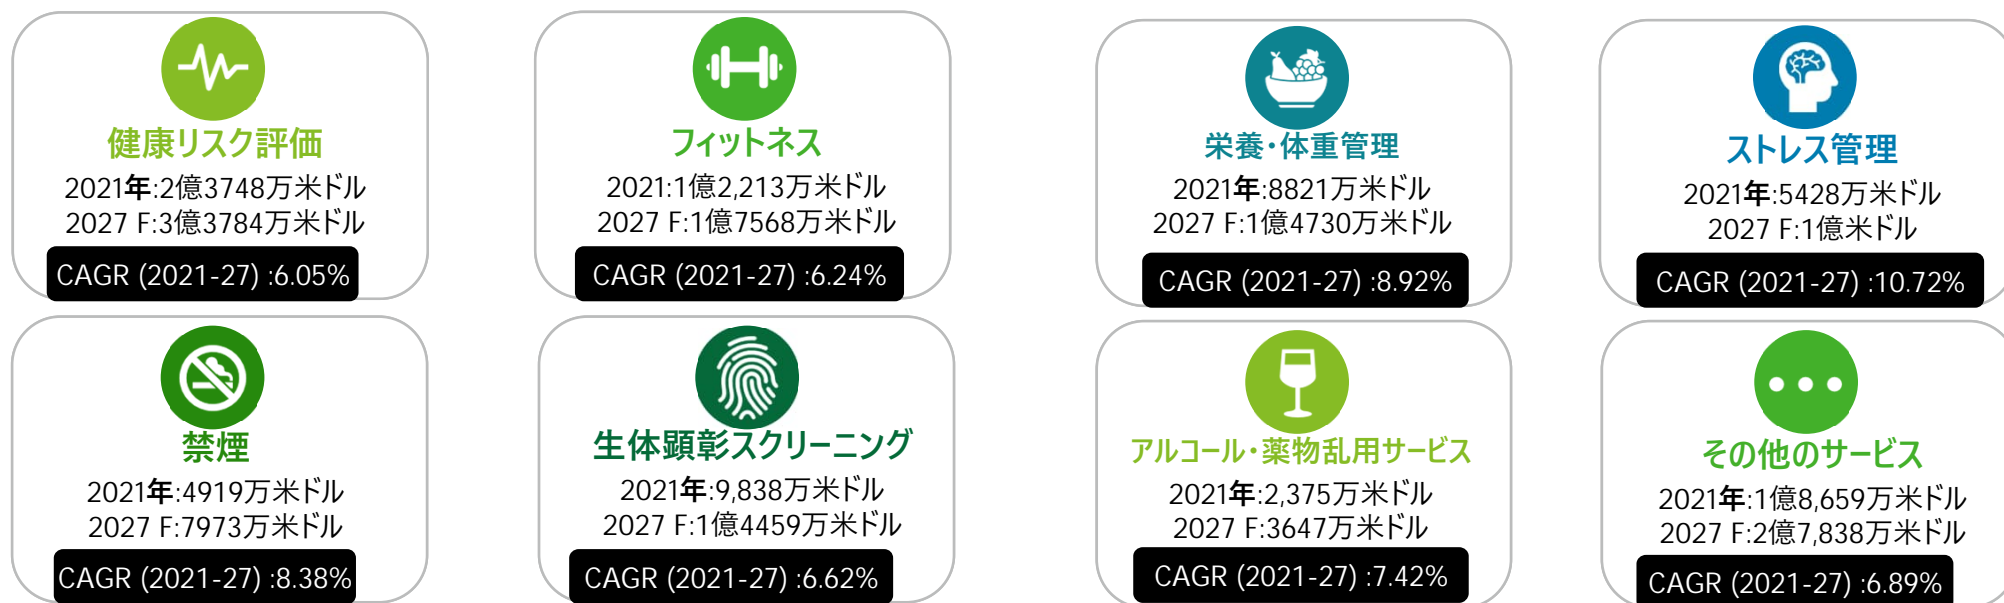 健康リスク評価
2021年:2億3748万米ドル
2027 F:3億3784万米ドル
CAGR (2021-27) :6.05%
フィットネス
2021:1億2,213万米ドル
2027 F:1億7568万米ドル
CAGR (2021-27) :6.24%
栄養・体重管理
2021年:8821万米ドル
2027 F:1億4730万米ドル
CAGR (2021-27) :8.92%
ストレス管理
2021年:5428万米ドル
2027 F:1億米ドル
CAGR (2021-27) :10.72%
禁煙
2021年:4919万米ドル
2027 F:7973万米ドル
CAGR (2021-27) :8.38%
生体顕彰スクリーニング
2021年:9,838万米ドル
2027 F:1億4459万米ドル
CAGR (2021-27) :6.62%
アルコール・薬物乱用サービス
2021年:2,375万米ドル
2027 F:3647万米ドル
CAGR (2021-27) :7.42%
その他のサービス
2021年:1億8,659万米ドル
2027 F:2億7,838万米ドル
CAGR (2021-27) :6.89%